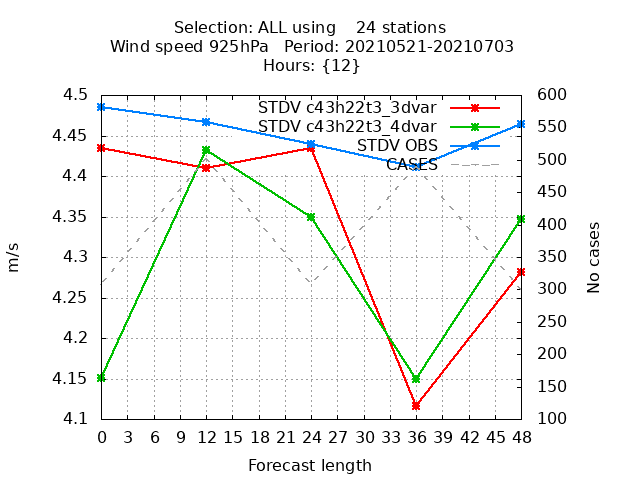 Selection: ALL using    24 stations
Wind speed 925hPa   Period: 20210521-20210703
Hours: {12}
4.5
4.45
4.4
4.35
4.3
4.25
4.2
4.15
4.1
m/s
STDV c43h22t3_3dvar
STDV c43h22t3_4dvar
STDV OBS
CASES
600
550
500
450
400
350
300
250
200
150
100
No cases
0 3 6 9 12 15 18 21 24 27 30 33 36 39 42 45 48
Forecast length